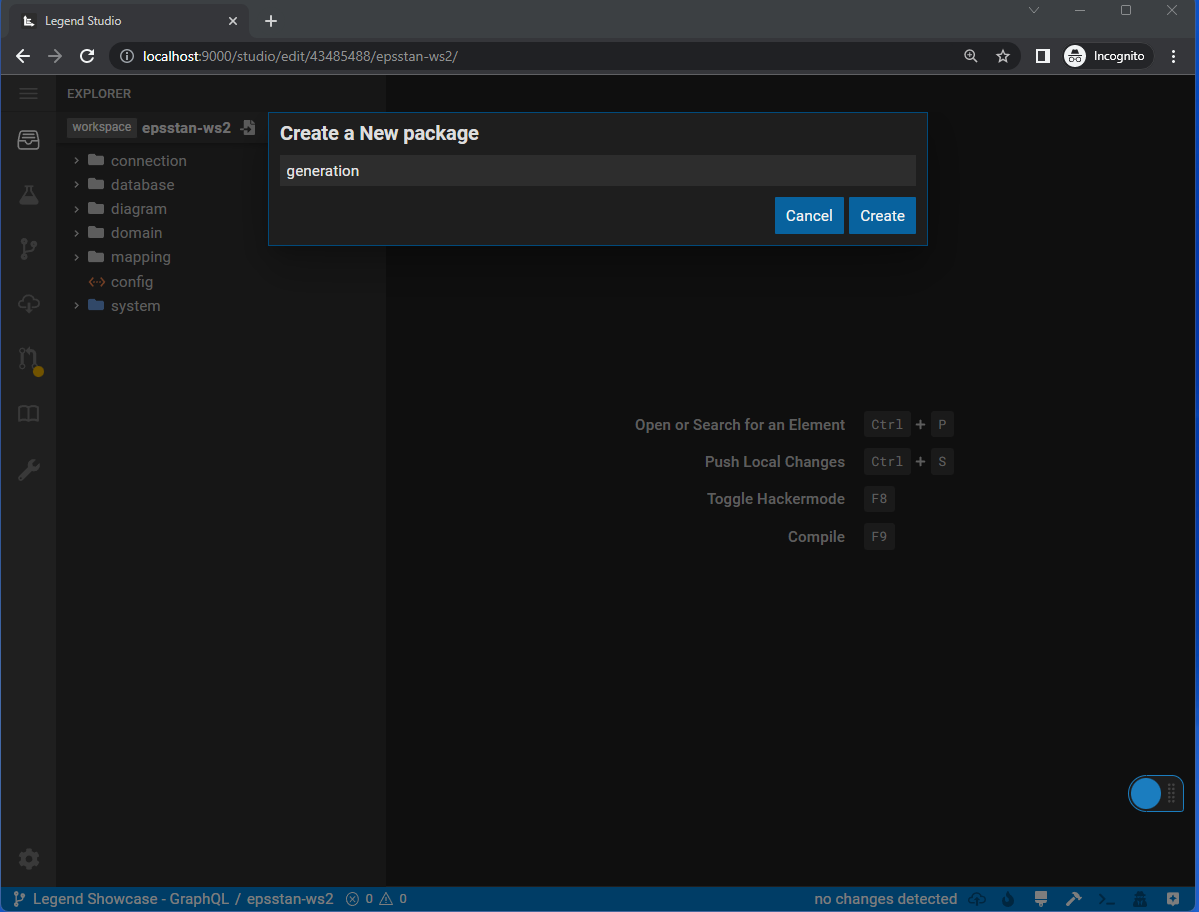 Legend Studio
localhost:9000/studio/edit/43485488/epsstan-ws2/
Incognito
EXPLORER
workspace epsstan-ws2
connection
database
diagram
domain
mapping
config
system
Create a New package
generation
Cancel Create
Open or Search for an Element Ctrl + P
Push Local Changes Ctrl + S
Toggle Hackermode F8
Compile F9
Legend Showcase - GraphQL / epsstan-ws2 0 0 no changes detected